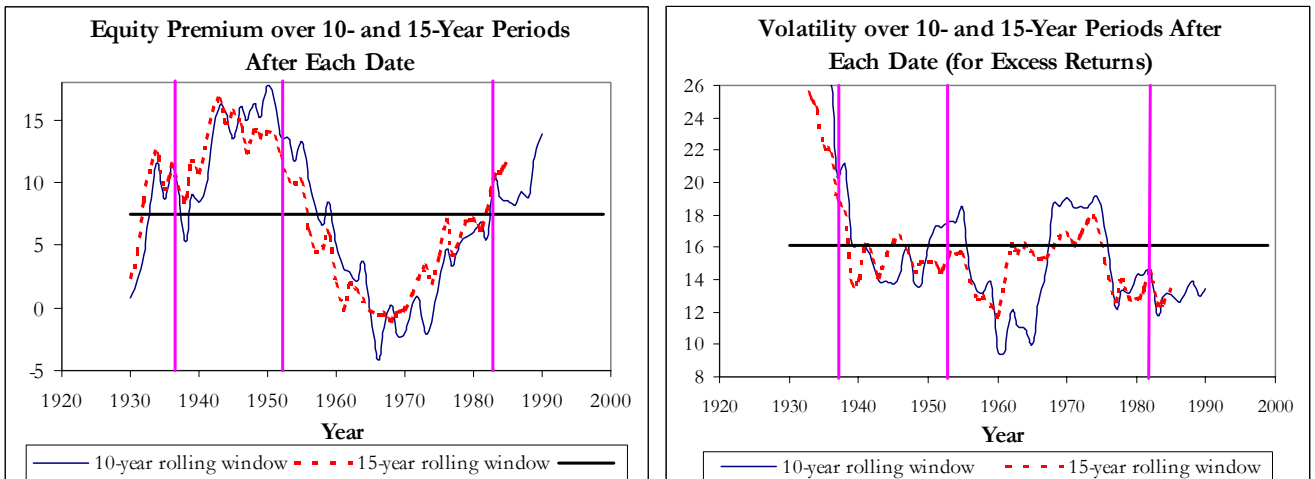 Equity Premium over 10- and 15-Year Periods
After Each Date
15
10
5
0
-5
1920 1930 1940 1950 1960 1970 1980 1990 2000
Year
10-year rolling window 15-year rolling window
Volatility over 10- and 15-Year Periods After
Each Date (for Excess Returns)
26
24
22
20
18
16
14
12
10
8
1920 1930 1940 1950 1960 1970 1980 1990 2000
Year
10-year rolling window 15-year rolling window